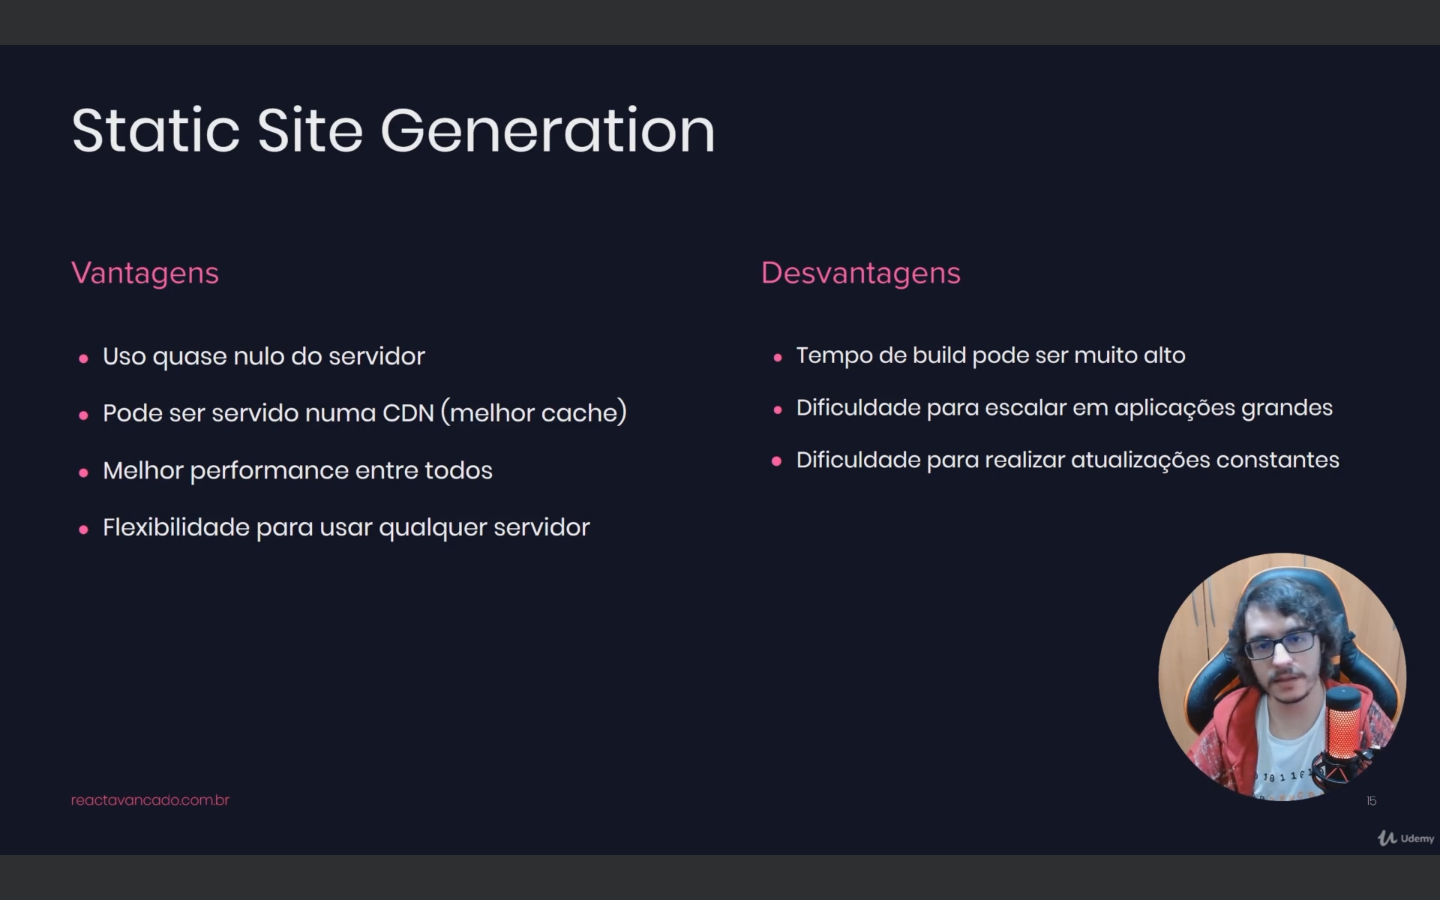 Static Site Generation
Vantagens
Uso quase nulo do servidor
Pode ser servido numa CDN (melhor cache)
Melhor performance entre todos
Flexibilidade para usar qualquer servidor
Desvantagens
Tempo de build pode ser muito alto
Dificuldade para escalar em aplicações grandes
Dificuldade para realizar atualizações constantes
reactavancado.com.br
15
Udemy